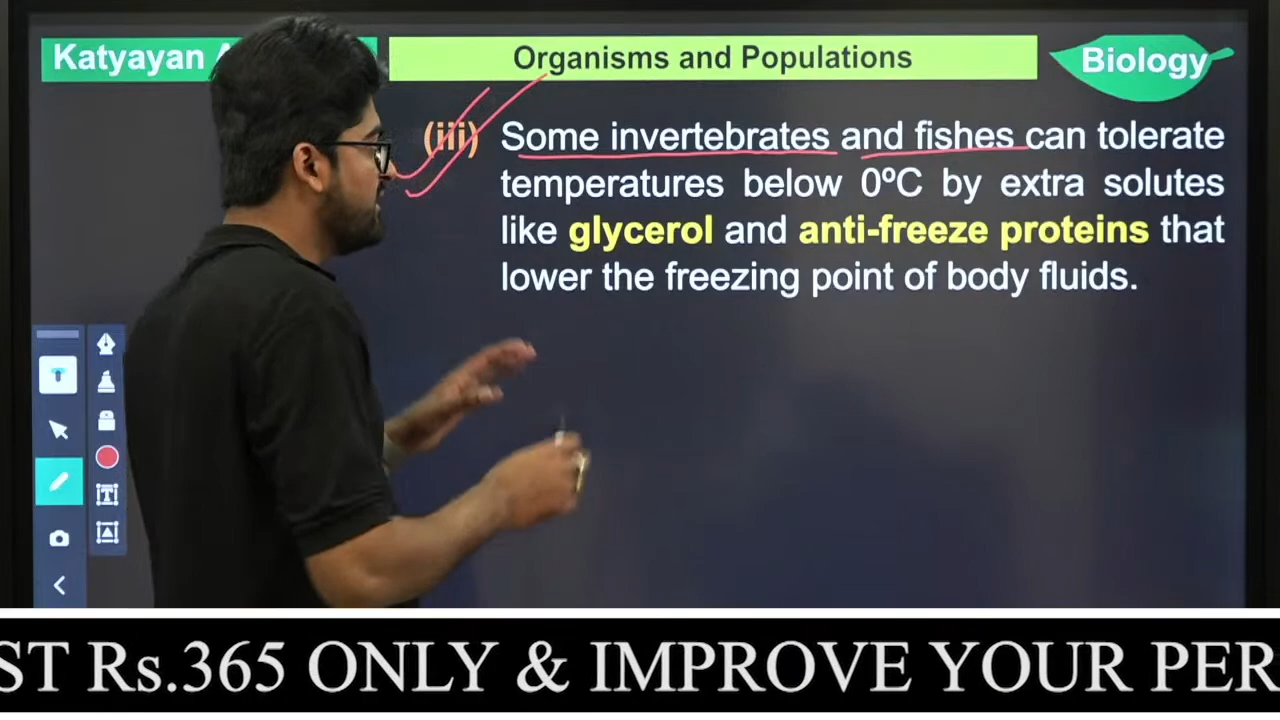 Katyayan
Organisms and Populations
Biology
(iii) Some invertebrates and fishes can tolerate
temperatures below 0ºC by extra solutes
like glycerol and anti-freeze proteins that
lower the freezing point of body fluids.
ST Rs.365 ONLY & IMPROVE YOUR PER